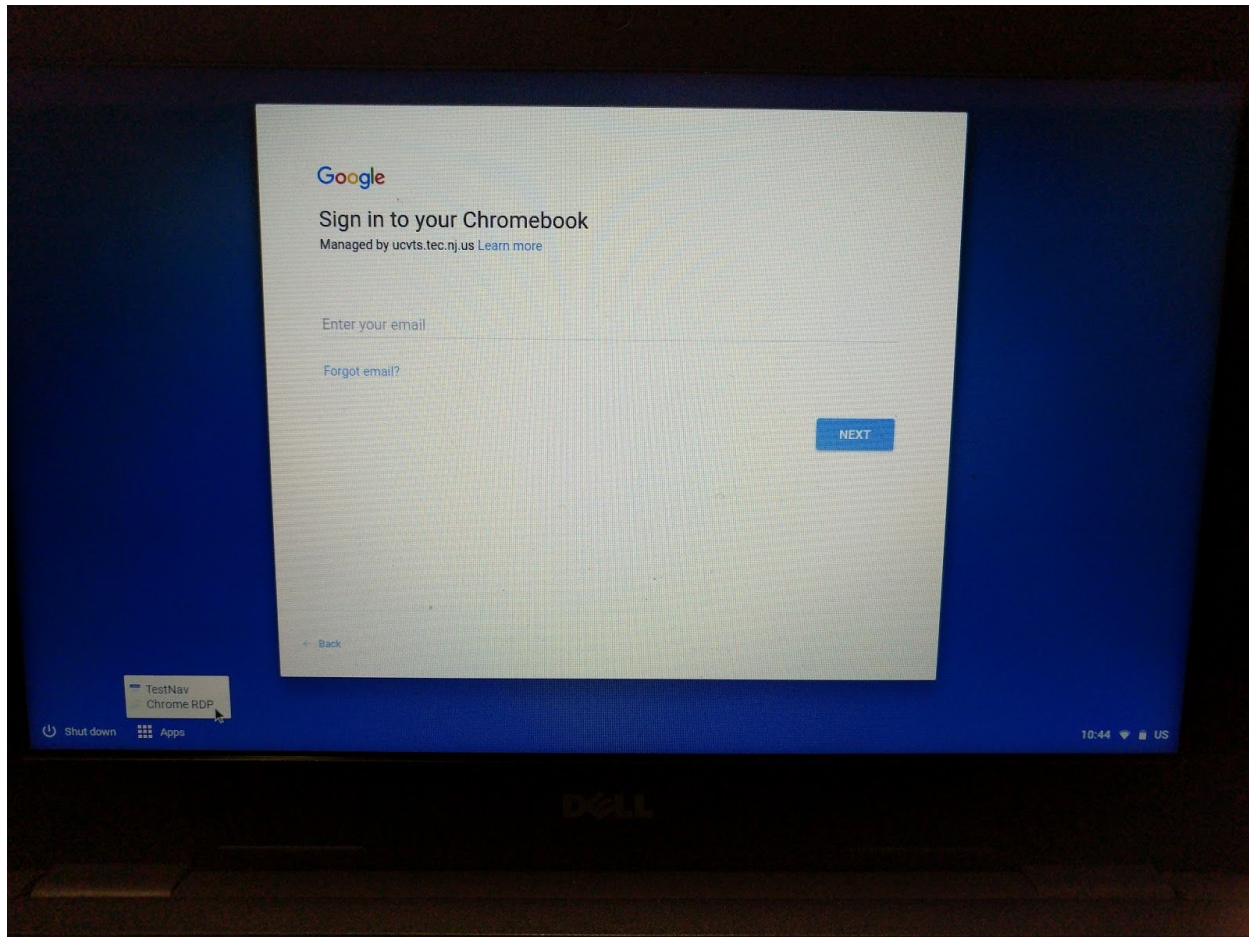 Google
Sign in to your Chromebook
Managed by ucvts.tec.nj.us Learn more
Enter your email
Forgot email?
NEXT
← Back
TestNav
Chrome RDP
Shut down
Apps
10:44
US
DELL